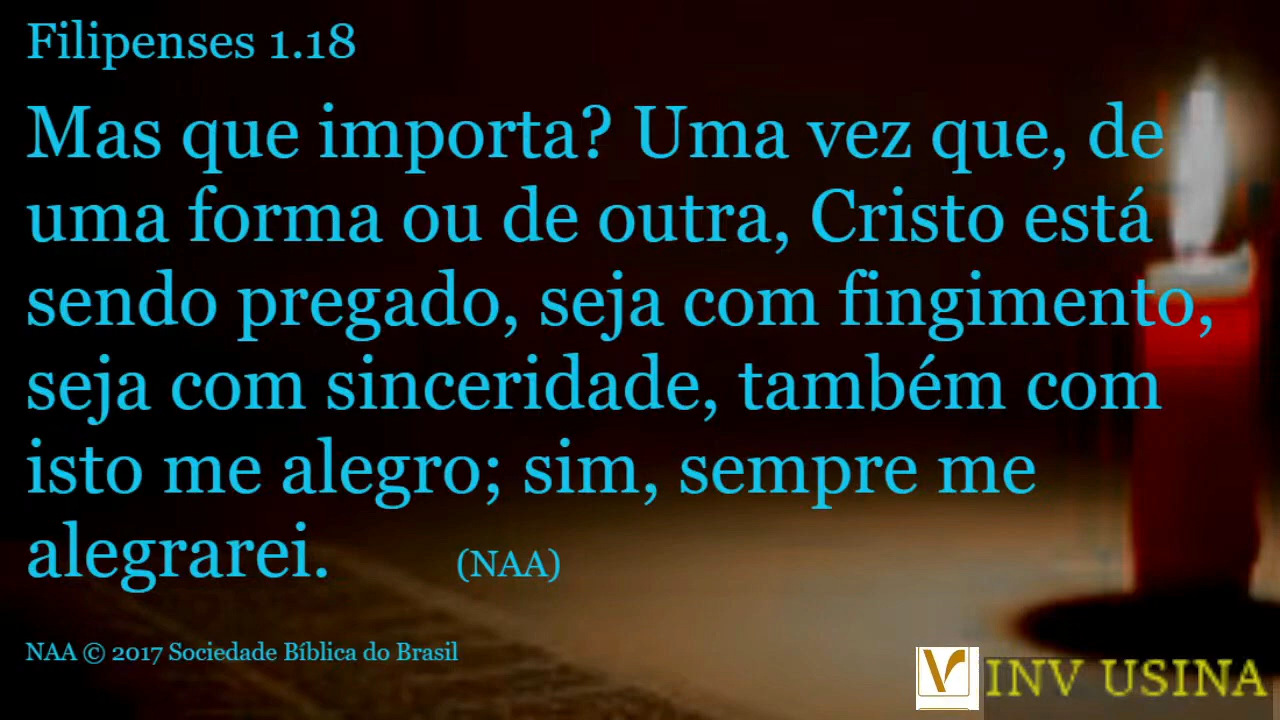 Filipenses 1.18
Mas que importa? Uma vez que, de
uma forma ou de outra, Cristo está
sendo pregado, seja com fingimento,
seja com sinceridade, também com
isto me alegro; sim, sempre me
alegrarei. (NAA)
NAA © 2017 Sociedade Bíblica do Brasil
V INV USINA